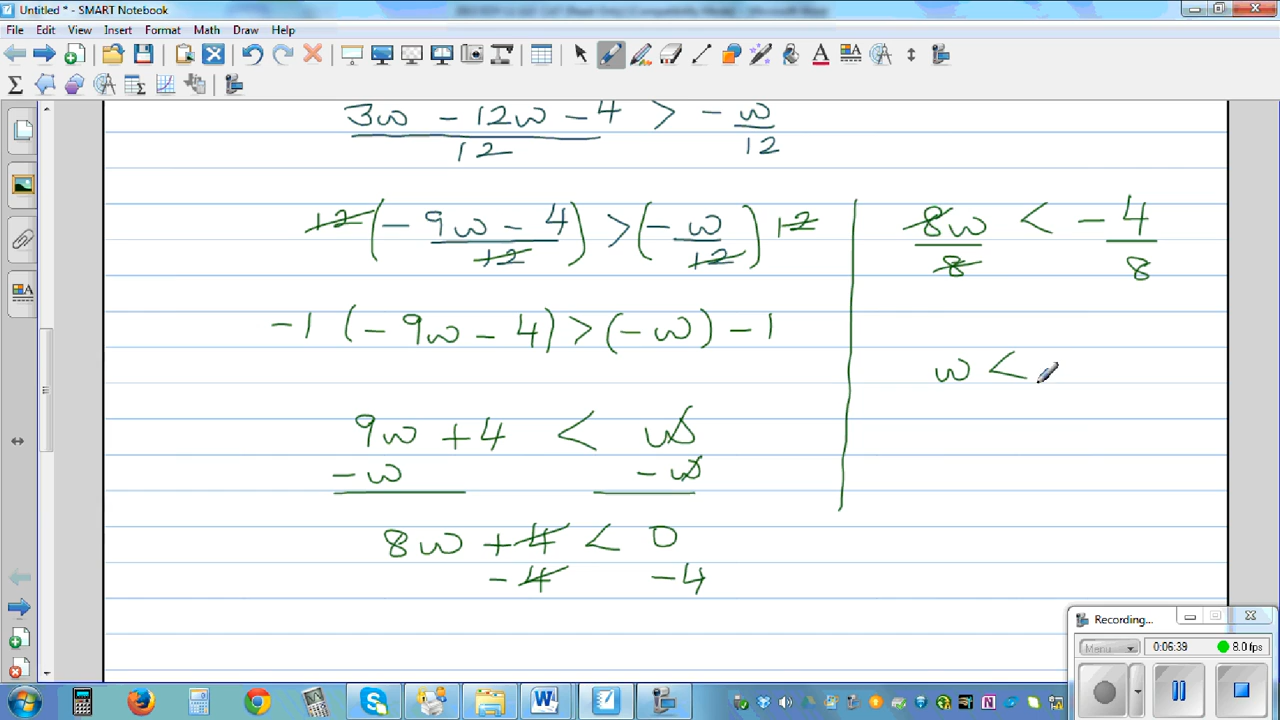 Untitled * - SMART Notebook
File Edit View Insert Format Math Draw Help
3w - 12w - 4 > - w
12 12
12 ( - 9w - 4 ) > ( - w ) 12
12 12
-1 ( - 9w - 4 ) > ( - w ) - 1
9w + 4 < w
- w - w
8w + 4 < 0
- 4 - 4
8w < - 4
8 8
w <
Recording...
Menu
0:06:39
8.0fps